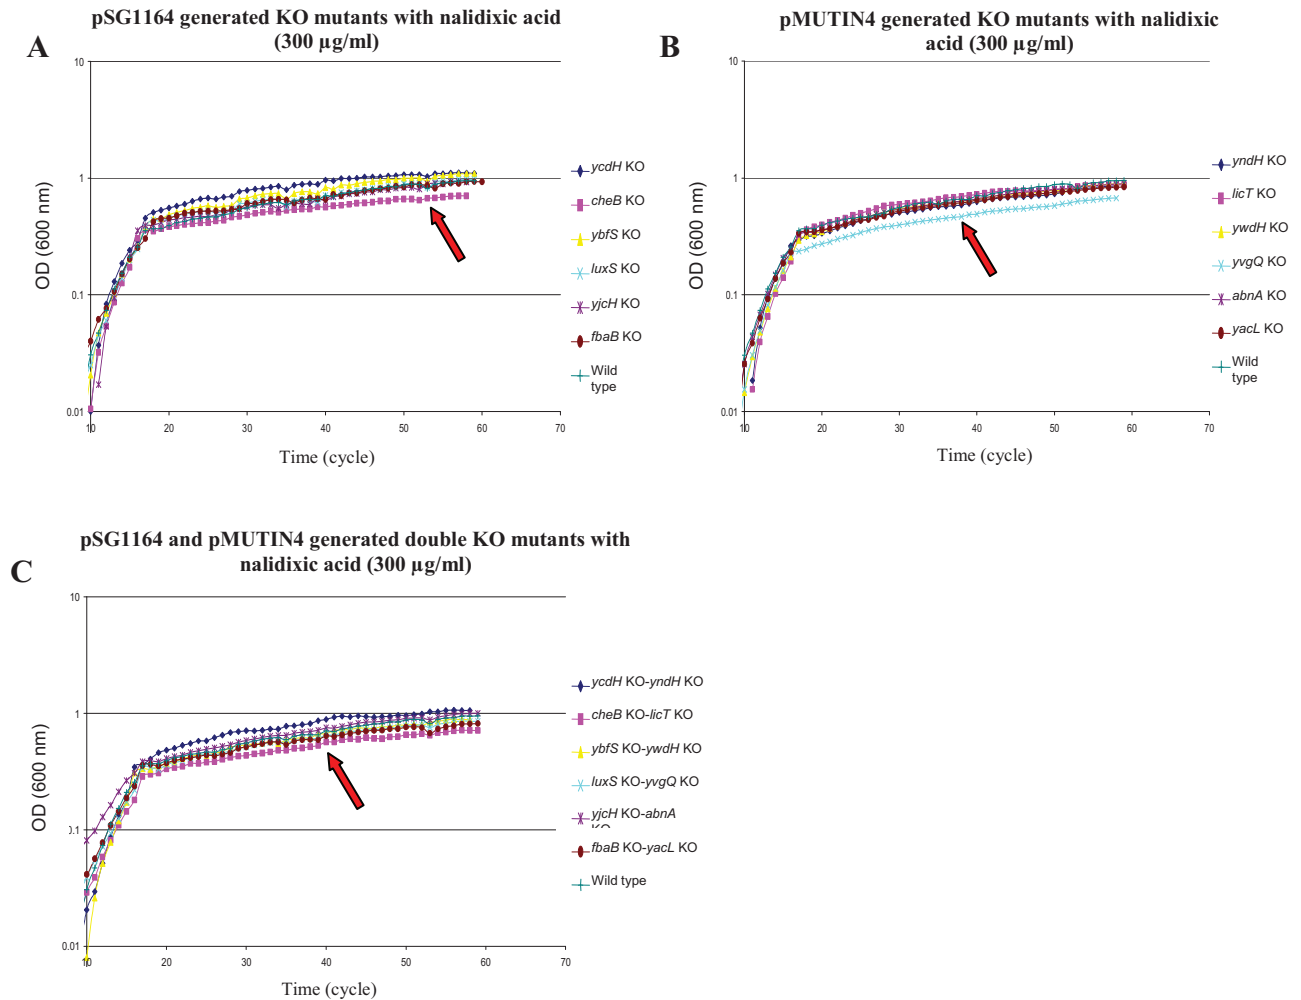 pSG1164 generated KO mutants with nalidixic acid
(300 µg/ml)
A
10
1
0.1
0.01
OD (600 nm)
10
20
30
40
50
60
70
Time (cycle)
ycdH KO
cheB KO
ybfS KO
luxS KO
yjcH KO
fbaB KO
Wild
type
pMUTIN4 generated KO mutants with nalidixic
acid (300 µg/ml)
B
10
1
0.1
0.01
OD (600 nm)
10
20
30
40
50
60
70
Time (cycle)
yndH KO
licT KO
ywdH KO
yvgQ KO
abnA KO
yacL KO
Wild
type
pSG1164 and pMUTIN4 generated double KO mutants with
nalidixic acid (300 µg/ml)
C
10
1
0.1
0.01
OD (600 nm)
10
20
30
40
50
60
70
Time (cycle)
ycdH KO-yndH KO
cheB KO-licT KO
ybfS KO-ywdH KO
luxS KO-yvgQ KO
yjcH KO-abnA
fbaB KO-yacL KO
Wild type